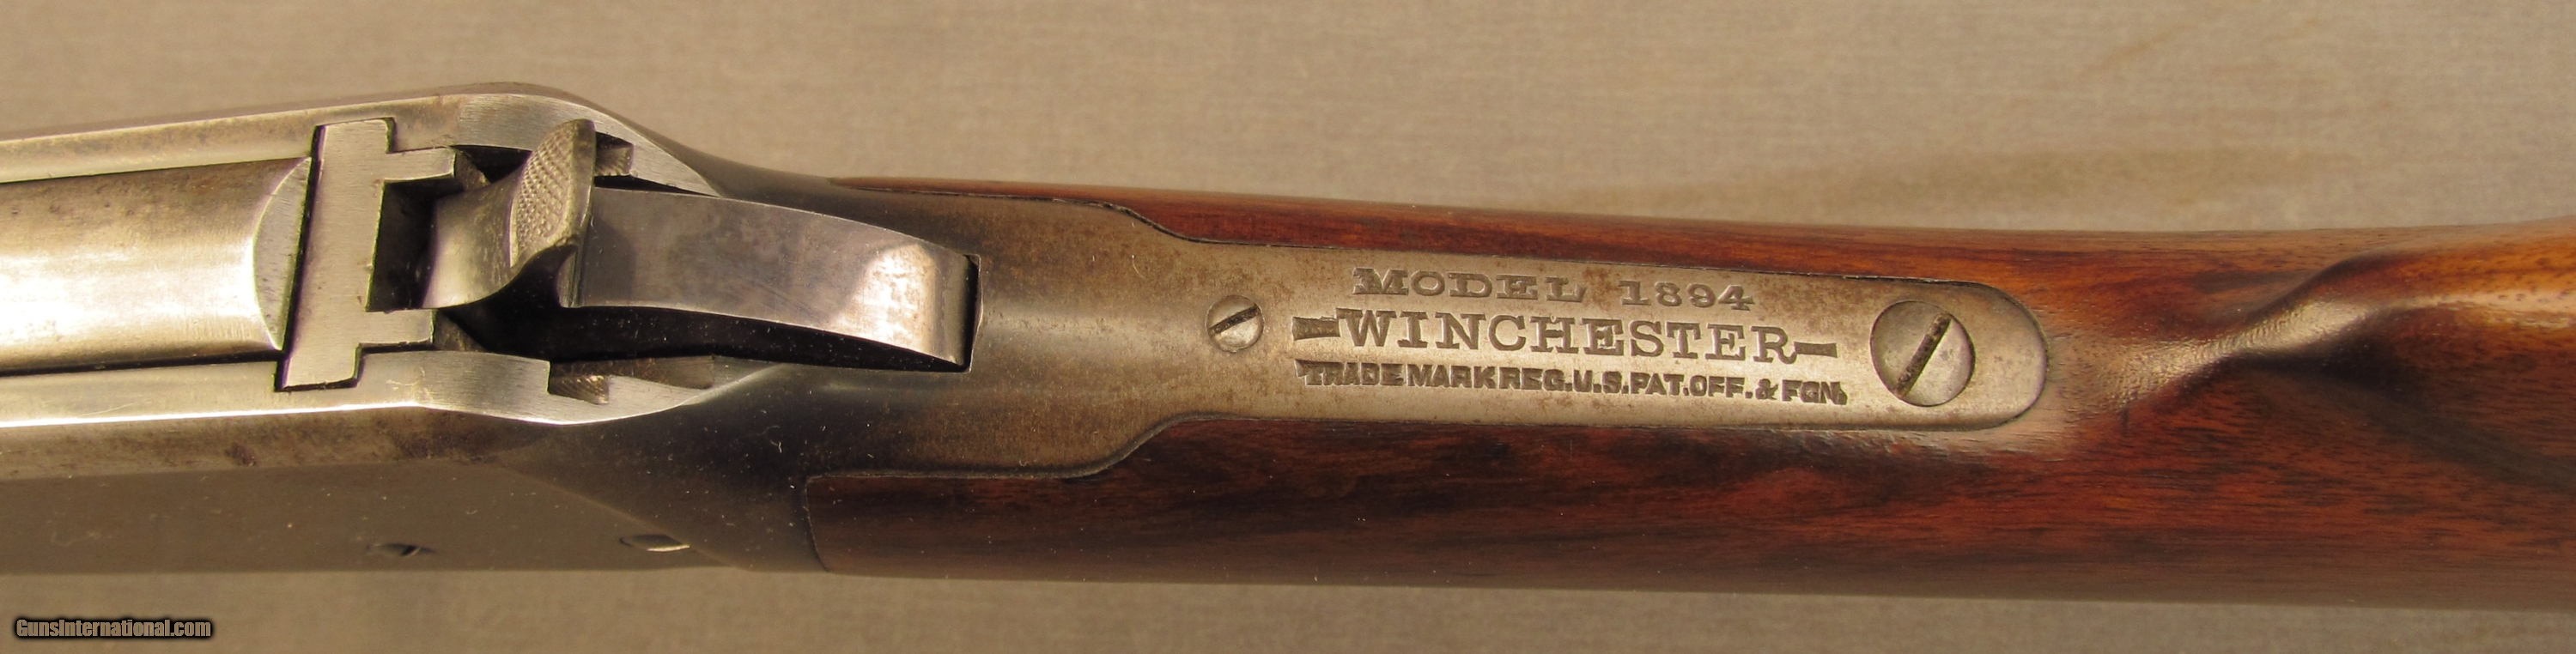 MODEL 1894
WINCHESTER
TRADE MARK REG. U.S. PAT. OFF. & FGN.
GunsInternational.com